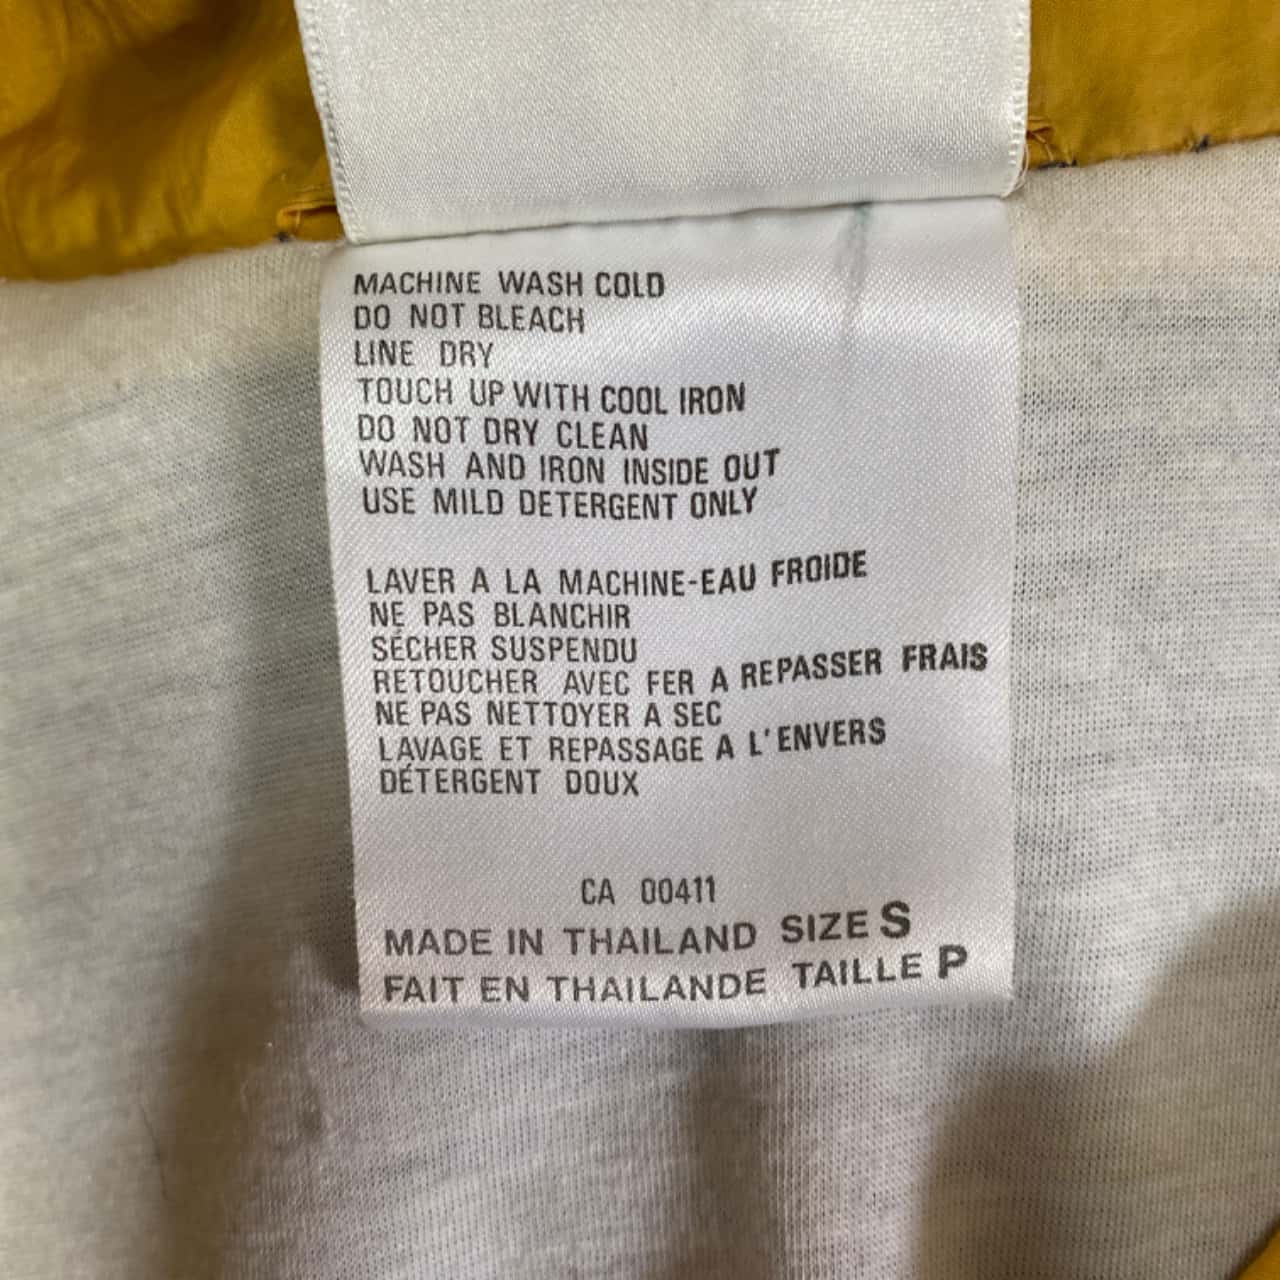 MACHINE WASH COLD
DO NOT BLEACH
LINE DRY
TOUCH UP WITH COOL IRON
DO NOT DRY CLEAN
WASH AND IRON INSIDE OUT
USE MILD DETERGENT ONLY
LAVER A LA MACHINE-EAU FROIDE
NE PAS BLANCHIR
SÉCHER SUSPENDU
RETOUCHER AVEC FER A REPASSER FRAIS
NE PAS NETTOYER A SEC
LAVAGE ET REPASSAGE A L'ENVERS
DÉTERGENT DOUX
CA 00411
MADE IN THAILAND SIZE S
FAIT EN THAILANDE TAILLE P